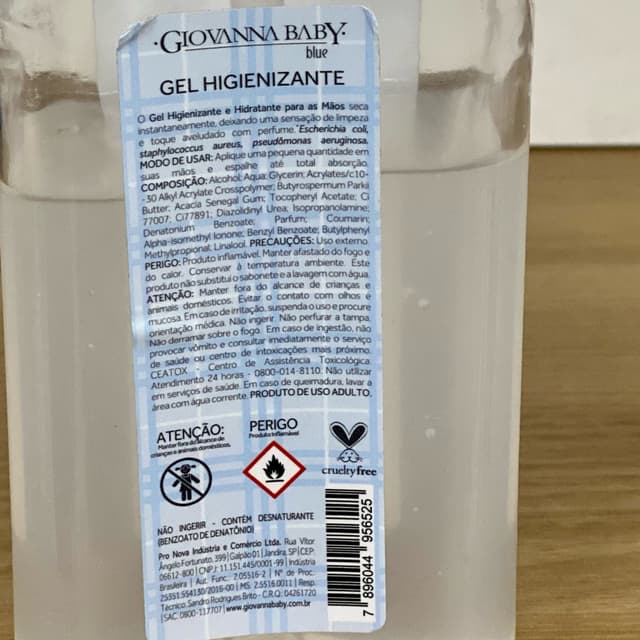 GIOVANNA BABY
blue
GEL HIGIENIZANTE
O Gel Higienizante e Hidratante para as Mãos seca
instantaneamente, deixando uma sensação de limpeza
e toque aveludado com perfume.*Escherichia coli,
staphylococcus aureus, pseudômonas aeruginosa.
MODO DE USAR: Aplique uma pequena quantidade em
suas mãos e espalhe até total absorção.
COMPOSIÇÃO: Alcohol; Aqua; Glycerin; Acrylates/c10-
-30 Alkyl Acrylate Crosspolymer; Butyrospermum Parkii
Butter; Acacia Senegal Gum; Tocopheryl Acetate; Ci
77007; Ci77891; Diazolidinyl Urea; Isopropanolamine;
Denatonium Benzoate; Parfum; Coumarin;
Alpha-isomethyl Ionone; Benzyl Benzoate; Butylphenyl
Methylpropional; Linalool. PRECAUÇÕES: Uso externo.
PERIGO: Produto inflamável. Manter afastado do fogo e
do calor. Conservar à temperatura ambiente. Este
produto não substitui o sabonete e a lavagem com água.
ATENÇÃO: Manter fora do alcance de crianças e
animais domésticos. Evitar o contato com olhos e
mucosa. Em caso de irritação, suspenda o uso e procure
orientação médica. Não ingerir. Não perfurar a tampa.
Não derramar sobre o fogo. Em caso de ingestão, não
provocar vômito e consultar imediatamente o serviço
de saúde ou centro de intoxicações mais próximo.
CEATOX - Centro de Assistência Toxicológica
Atendimento 24 horas - 0800-014-8110. Não utilizar
em serviços de saúde. Em caso de queimadura, lavar a
área com água corrente. PRODUTO DE USO ADULTO.
ATENÇÃO:
Manter fora do alcance de
crianças e animais domésticos.
PERIGO
Produto Inflamável
crueltyfree
NÃO INGERIR - CONTÉM DESNATURANTE
(BENZOATO DE DENATÔNIO)
Pro Nova Indústria e Comércio Ltda. Rua Vítor
Ângelo Fortunato, 399|Galpão 01|Jandira, SP|CEP:
06612-800|CNPJ: 11.151.445/0001-99|Indústria
Brasileira | Aut. Func. 2.05516-2 | N° de Proc.
25351.554130/2016-00 | MS: 2.5516.0011 | Resp.
Técnico. Sandro Rodrigues Brito - C.R.Q. 04261720
|SAC. 0800-117707| www.giovannababy.com.br
7 896044 956525